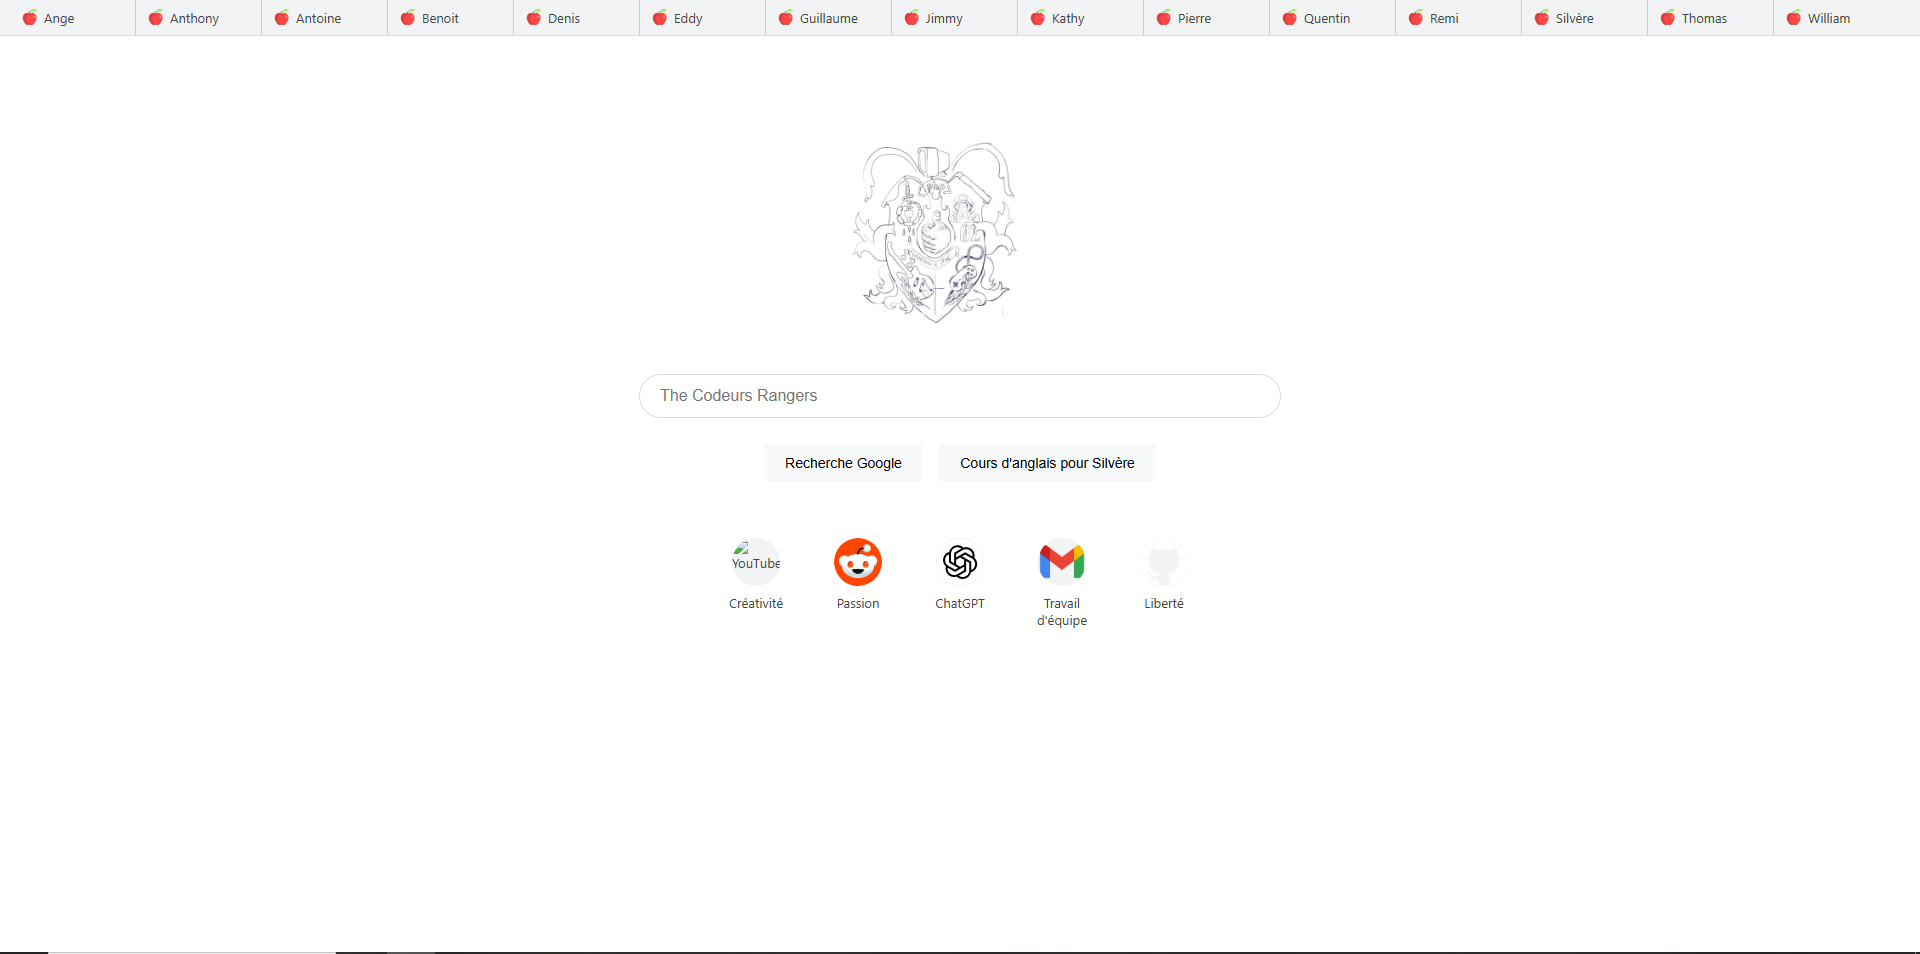 Ange Anthony Antoine Benoit Denis Eddy Guillaume Jimmy Kathy Pierre Quentin Remi Silvère Thomas William
The Codeurs Rangers
Recherche Google Cours d'anglais pour Silvère
YouTube
Créativité Passion ChatGPT Travail d'équipe Liberté